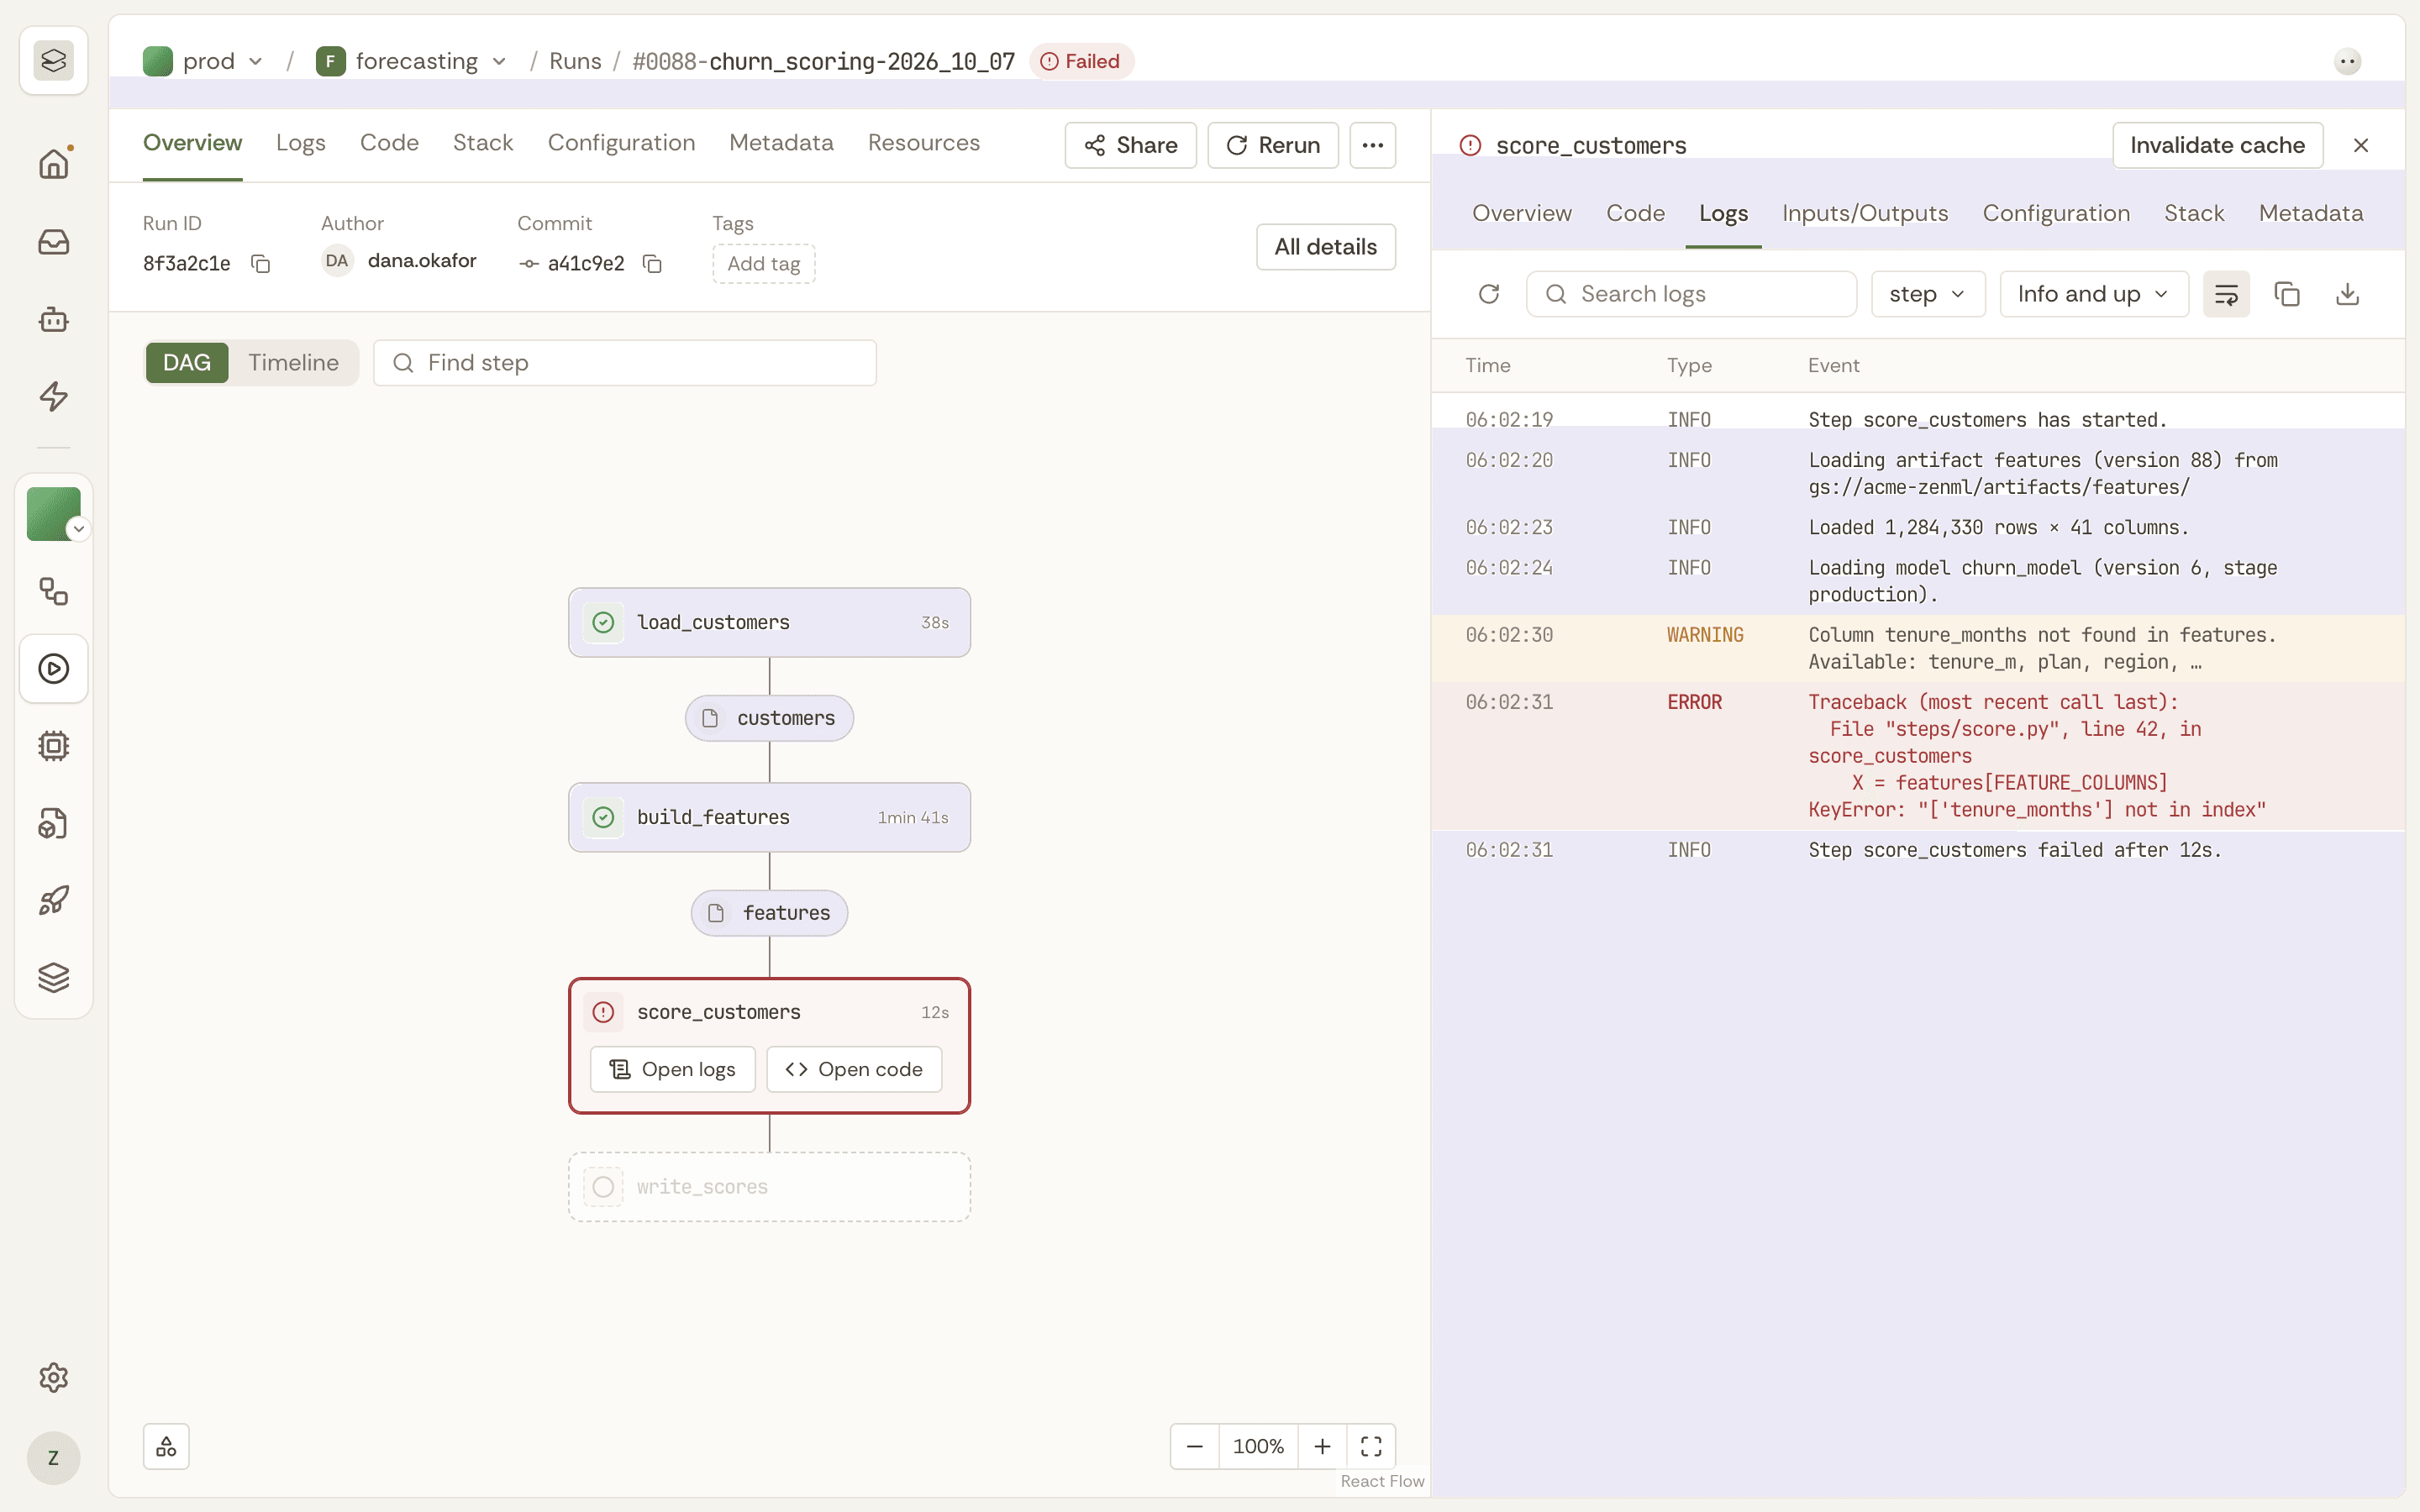 prod / F forecasting / Runs / #0088-churn_scoring-2026_10_07 Failed
Overview Logs Code Stack Configuration Metadata Resources Share Rerun
Run ID Author Commit Tags
8f3a2c1e DA dana.okafor a41c9e2 Add tag
All details
DAG Timeline Find step
load_customers 38s
customers
build_features 1min 41s
features
score_customers 12s
Open logs Open code
write_scores
100%
React Flow
Z
score_customers Invalidate cache
Overview Code Logs Inputs/Outputs Configuration Stack Metadata
Search logs step Info and up
Time Type Event
06:02:19 INFO Step score_customers has started.
06:02:20 INFO Loading artifact features (version 88) from
gs://acme-zenml/artifacts/features/
06:02:23 INFO Loaded 1,284,330 rows × 41 columns.
06:02:24 INFO Loading model churn_model (version 6, stage
production).
06:02:30 WARNING Column tenure_months not found in features.
Available: tenure_m, plan, region, …
06:02:31 ERROR Traceback (most recent call last):
File "steps/score.py", line 42, in
score_customers
X = features[FEATURE_COLUMNS]
KeyError: "['tenure_months'] not in index"
06:02:31 INFO Step score_customers failed after 12s.